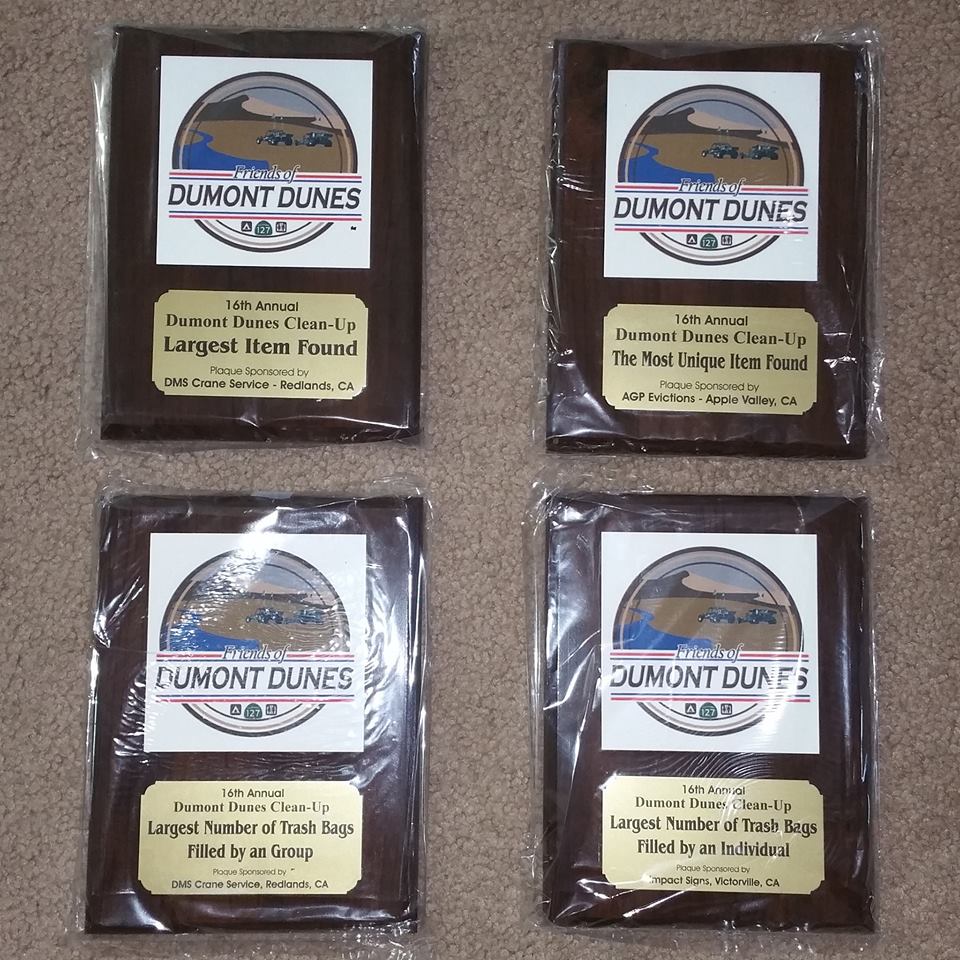 Friends of
DUMONT DUNES
127
16th Annual
Dumont Dunes Clean-Up
Largest Item Found
Plaque Sponsored by
DMS Crane Service - Redlands, CA
Friends of
DUMONT DUNES
127
16th Annual
Dumont Dunes Clean-Up
The Most Unique Item Found
Plaque Sponsored by
AGP Evictions - Apple Valley, CA
Friends of
DUMONT DUNES
127
16th Annual
Dumont Dunes Clean-Up
Largest Number of Trash Bags
Filled by an Group
Plaque Sponsored by
DMS Crane Service, Redlands, CA
Friends of
DUMONT DUNES
127
16th Annual
Dumont Dunes Clean-Up
Largest Number of Trash Bags
Filled by an Individual
Plaque Sponsored by
Impact Signs, Victorville, CA